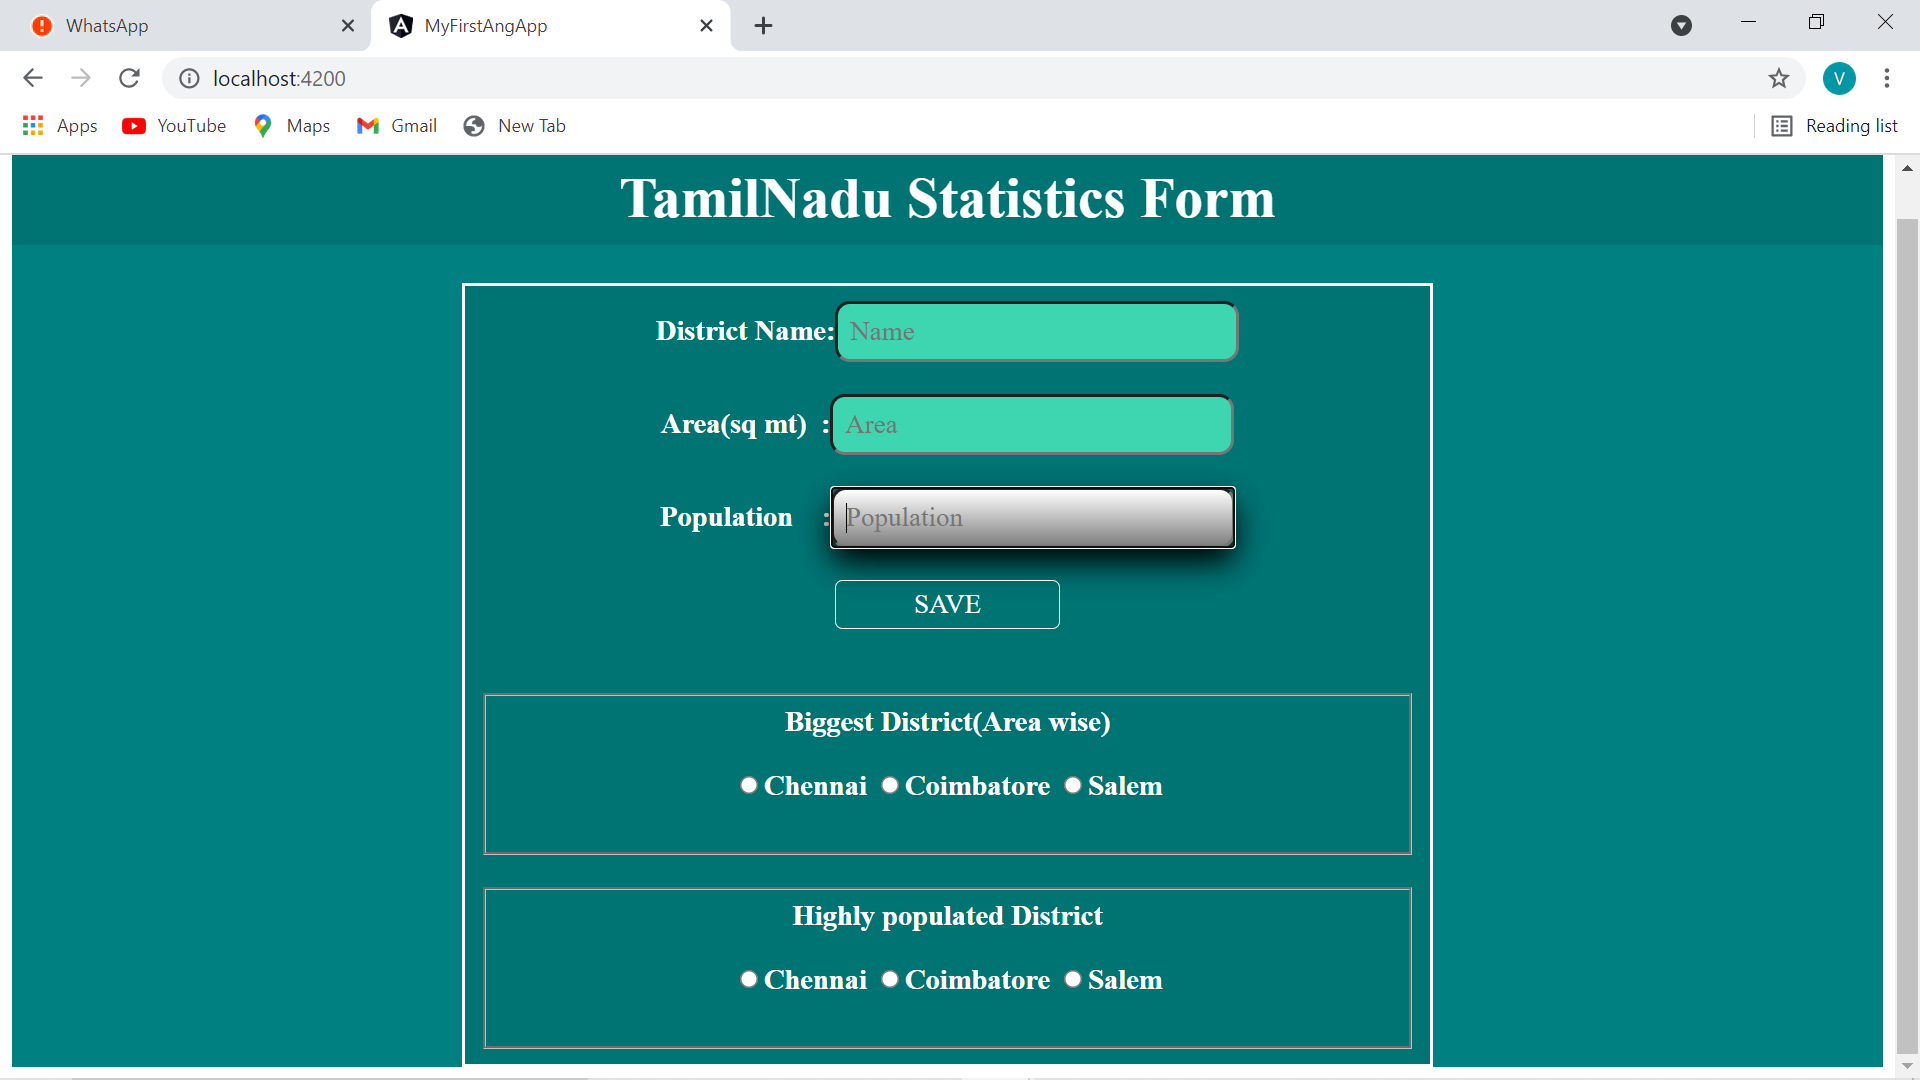 WhatsApp
MyFirstAngApp
localhost:4200
V
Apps YouTube Maps Gmail New Tab Reading list
TamilNadu Statistics Form
District Name: Name
Area(sq mt) : Area
Population : Population
SAVE
Biggest District(Area wise)
Chennai Coimbatore Salem
Highly populated District
Chennai Coimbatore Salem